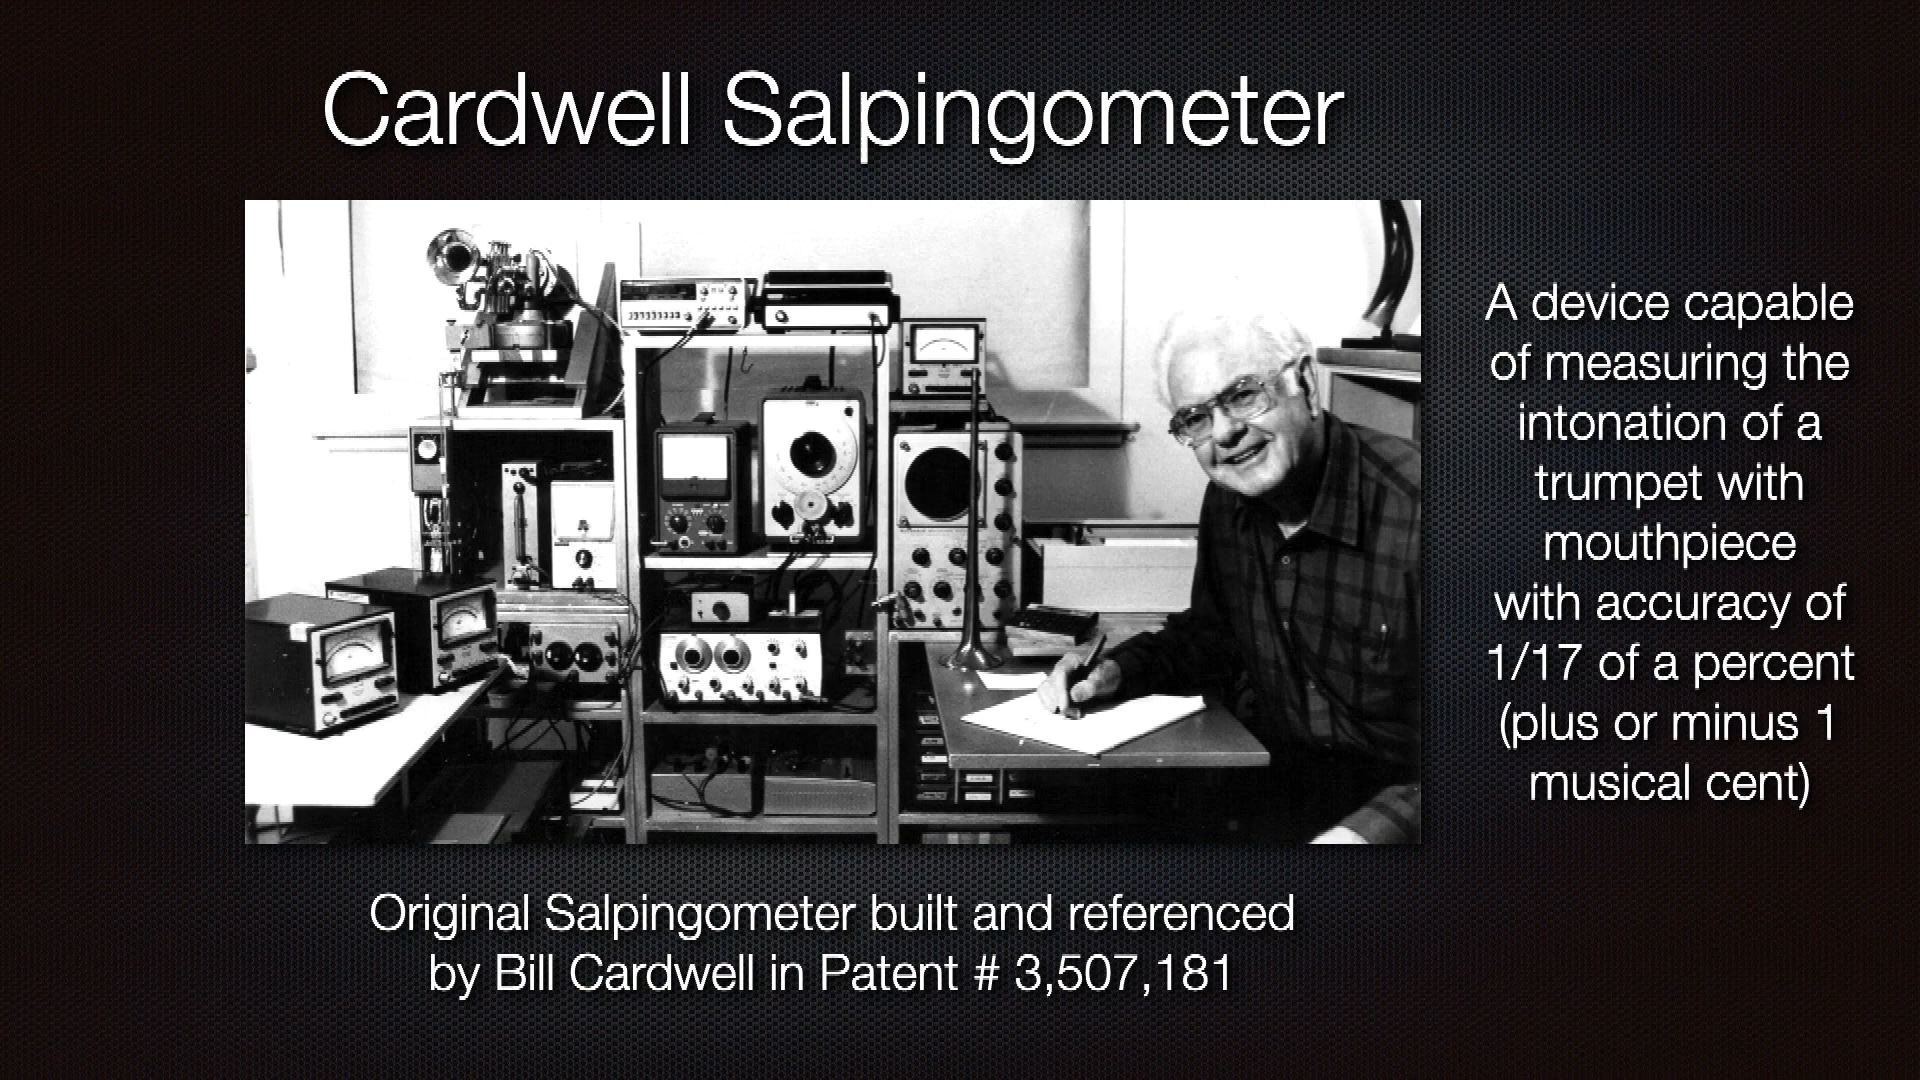 Cardwell Salpingometer
A device capable
of measuring the
intonation of a
trumpet with
mouthpiece
with accuracy of
1/17 of a percent
(plus or minus 1
musical cent)
Original Salpingometer built and referenced
by Bill Cardwell in Patent # 3,507,181